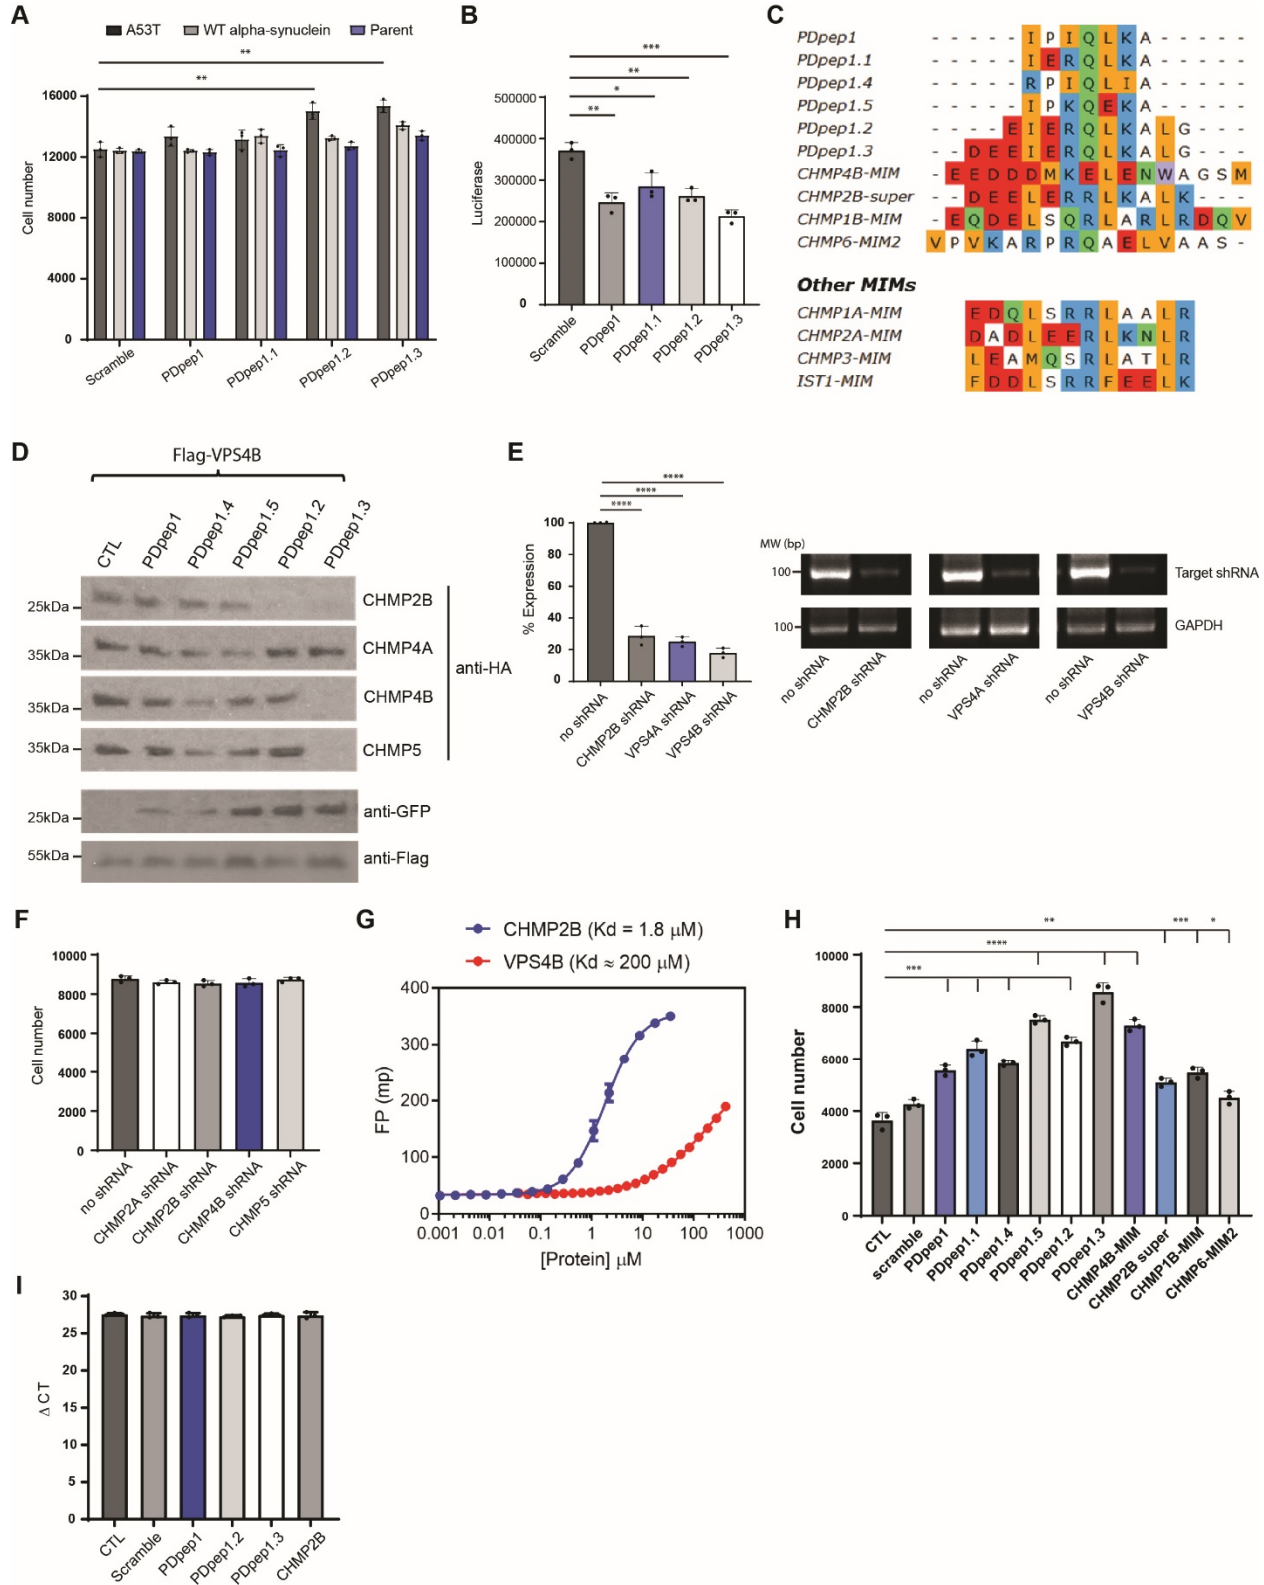 A
A53T WT alpha-synuclein Parent
**
**
Cell number
16000
12000
8000
4000
0
Scramble PDpep1 PDpep1.1 PDpep1.2 PDpep1.3
B
***
**
*
**
Luciferase
500000
400000
300000
200000
100000
0
Scramble PDpep1 PDpep1.1 PDpep1.2 PDpep1.3
C
PDpep1 - - - - - I P I Q L K A - - - - -
PDpep1.1 - - - - - I E R Q L K A - - - - -
PDpep1.4 - - - - - R P I Q L I A - - - - -
PDpep1.5 - - - - - I P K Q E K A - - - - -
PDpep1.2 - - - - E I E R Q L K A L G - - -
PDpep1.3 - - D E E I E R Q L K A L G - - -
CHMP4B-MIM - E E D D D M K E L E N W A G S M
CHMP2B-super - - D E E L E R R L K A L K - - -
CHMP1B-MIM - E Q D E L S Q R L A R L R D Q V
CHMP6-MIM2 V P V K A R P R Q A E L V A A S -
Other MIMs
CHMP1A-MIM E D Q L S R R L A A L R
CHMP2A-MIM D A D L E E R L K N L R
CHMP3-MIM L E A M Q S R L A T L R
IST1-MIM F D D L S R R F E E L K
D
Flag-VPS4B
CTL PDpep1 PDpep1.4 PDpep1.5 PDpep1.2 PDpep1.3
25kDa CHMP2B
35kDa CHMP4A
35kDa CHMP4B
35kDa CHMP5
anti-HA
25kDa anti-GFP
55kDa anti-Flag
E
****
****
****
% Expression
100
80
60
40
20
0
no shRNA CHMP2B shRNA VPS4A shRNA VPS4B shRNA
MW (bp)
100 Target shRNA
100 GAPDH
no shRNA CHMP2B shRNA no shRNA VPS4A shRNA no shRNA VPS4B shRNA
F
Cell number
10000
8000
6000
4000
2000
0
no shRNA CHMP2A shRNA CHMP2B shRNA CHMP4B shRNA CHMP5 shRNA
G
CHMP2B (Kd = 1.8 μM)
VPS4B (Kd ≈ 200 μM)
FP (mp)
400
300
200
100
0
0.001 0.01 0.1 1 10 100 1000
[Protein] μM
H
** *** *
****
***
Cell number
10000
8000
6000
4000
2000
0
CTL scramble PDpep1 PDpep1.1 PDpep1.4 PDpep1.5 PDpep1.2 PDpep1.3 CHMP4B-MIM CHMP2B super CHMP1B-MIM CHMP6-MIM2
I
Δ CT
30
25
20
15
10
5
0
CTL Scramble PDpep1 PDpep1.2 PDpep1.3 CHMP2B